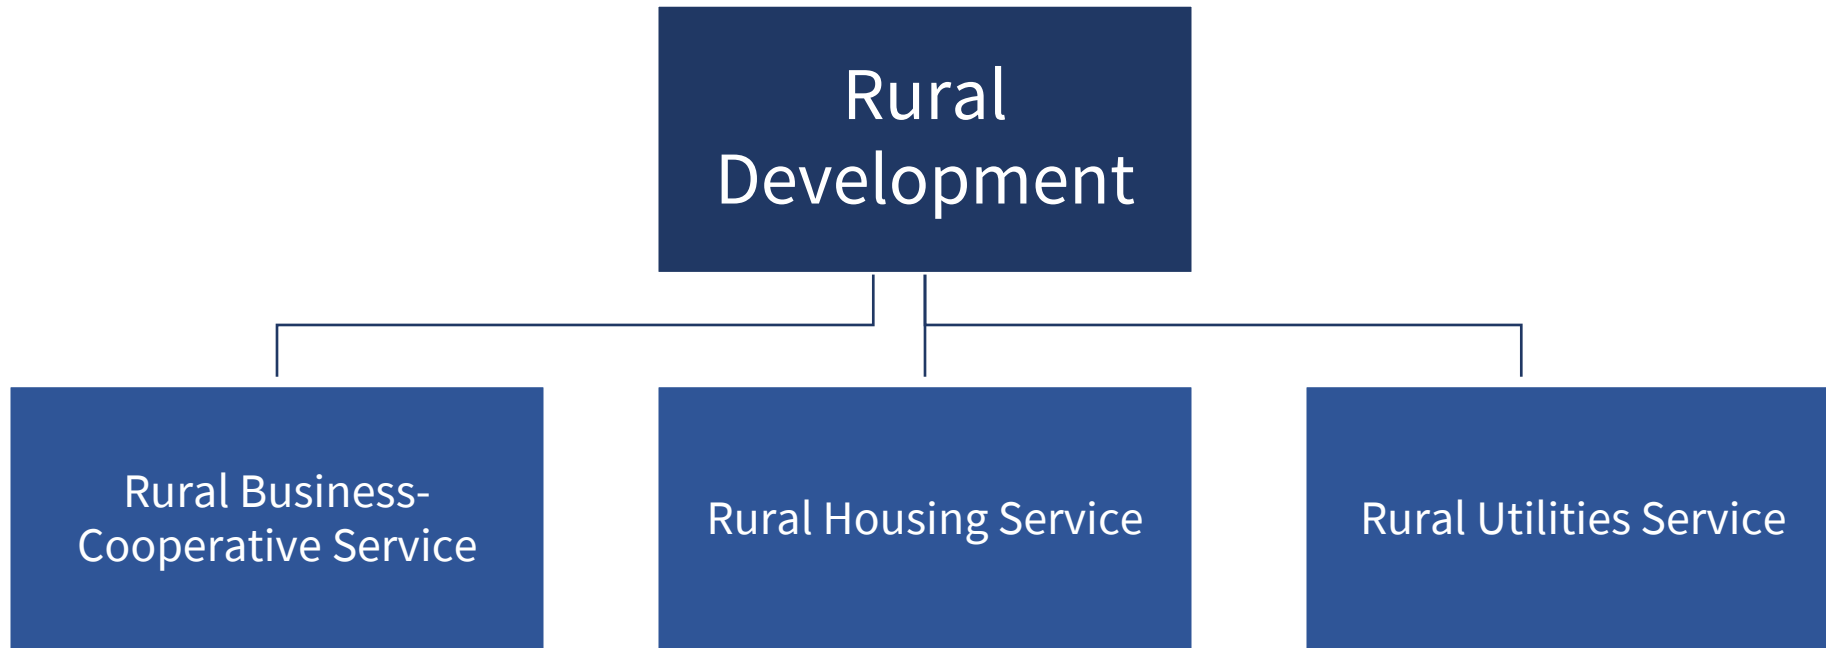 Rural
Development
Rural Business-
Cooperative Service
Rural Housing Service
Rural Utilities Service